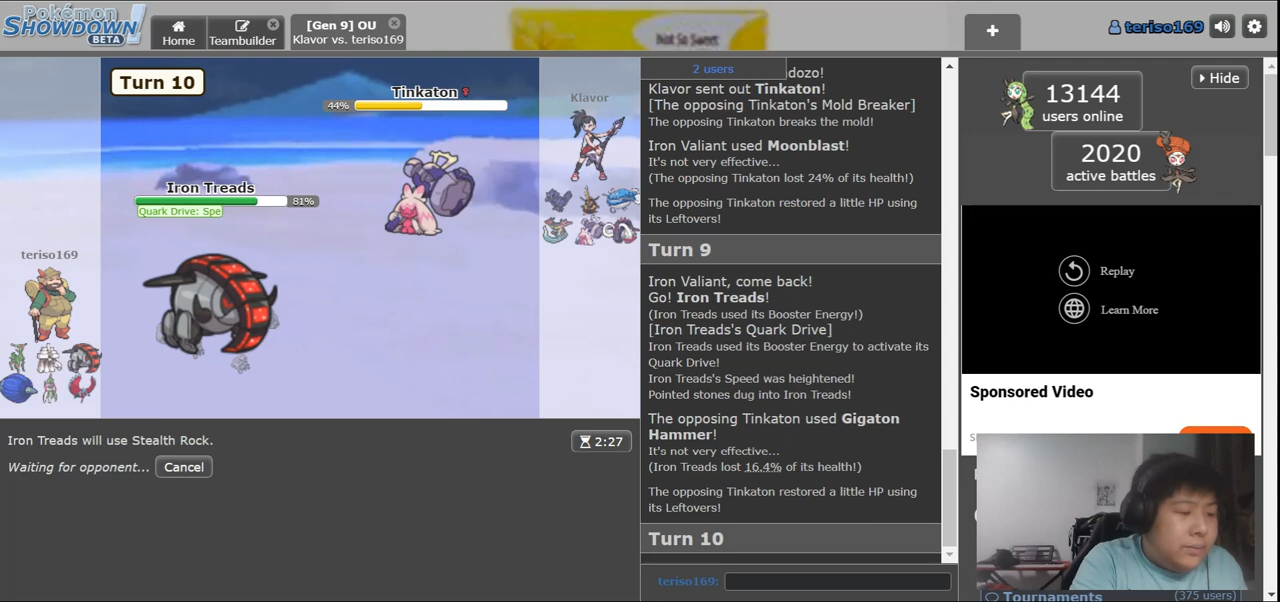 Pokémon
SHOWDOWN!
BETA
Home
Teambuilder
[Gen 9] OU
Klavor vs. teriso169
Not So Sweet
+
teriso169
Turn 10
Tinkaton
44%
Iron Treads
81%
Quark Drive: Spe
Klavor
teriso169
2 users
dozo!
Klavor sent out Tinkaton!
[The opposing Tinkaton's Mold Breaker]
The opposing Tinkaton breaks the mold!
Iron Valiant used Moonblast!
It's not very effective...
(The opposing Tinkaton lost 24% of its health!)
The opposing Tinkaton restored a little HP using
its Leftovers!
Turn 9
Iron Valiant, come back!
Go! Iron Treads!
(Iron Treads used its Booster Energy!)
[Iron Treads's Quark Drive]
Iron Treads used its Booster Energy to activate its
Quark Drive!
Iron Treads's Speed was heightened!
Pointed stones dug into Iron Treads!
The opposing Tinkaton used Gigaton
Hammer!
It's not very effective...
(Iron Treads lost 16.4% of its health!)
The opposing Tinkaton restored a little HP using
its Leftovers!
Turn 10
teriso169:
Iron Treads will use Stealth Rock.
2:27
Waiting for opponent...
Cancel
Hide
13144
users online
2020
active battles
Replay
Learn More
Sponsored Video
Tournaments
(375 users)